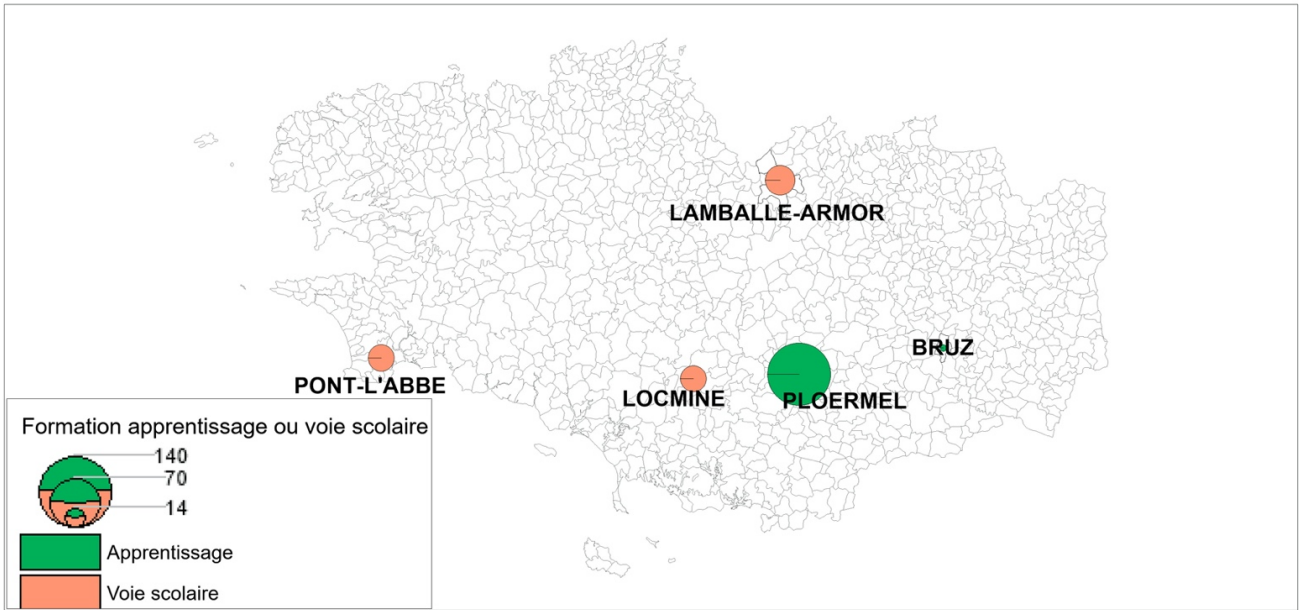 LAMBALLE-ARMOR
BRUZ
PONT-L'ABBE
LOCMINE
PLOERMEL
Formation apprentissage ou voie scolaire
140
70
14
Apprentissage
Voie scolaire